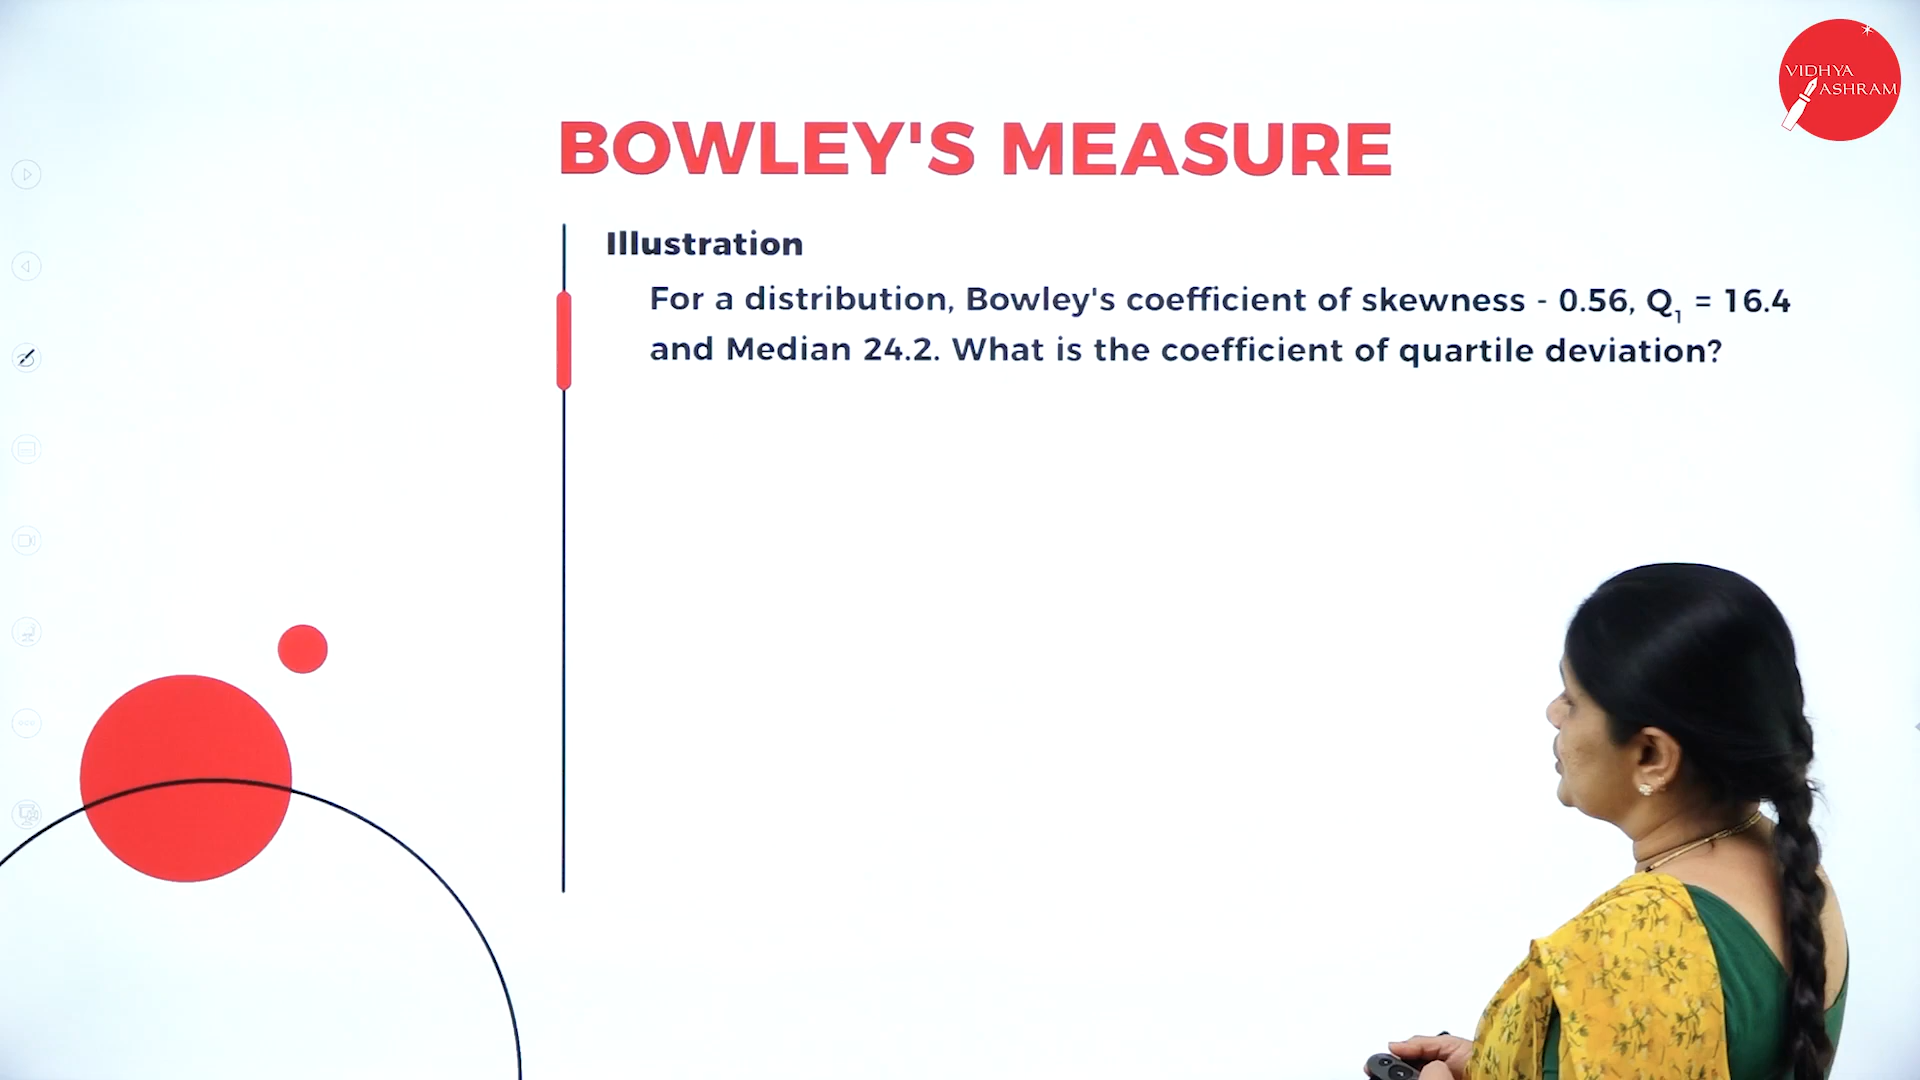 VIDHYA
ASHRAM
BOWLEY'S MEASURE
Illustration
For a distribution, Bowley's coefficient of skewness - 0.56, Q₁ = 16.4
and Median 24.2. What is the coefficient of quartile deviation?